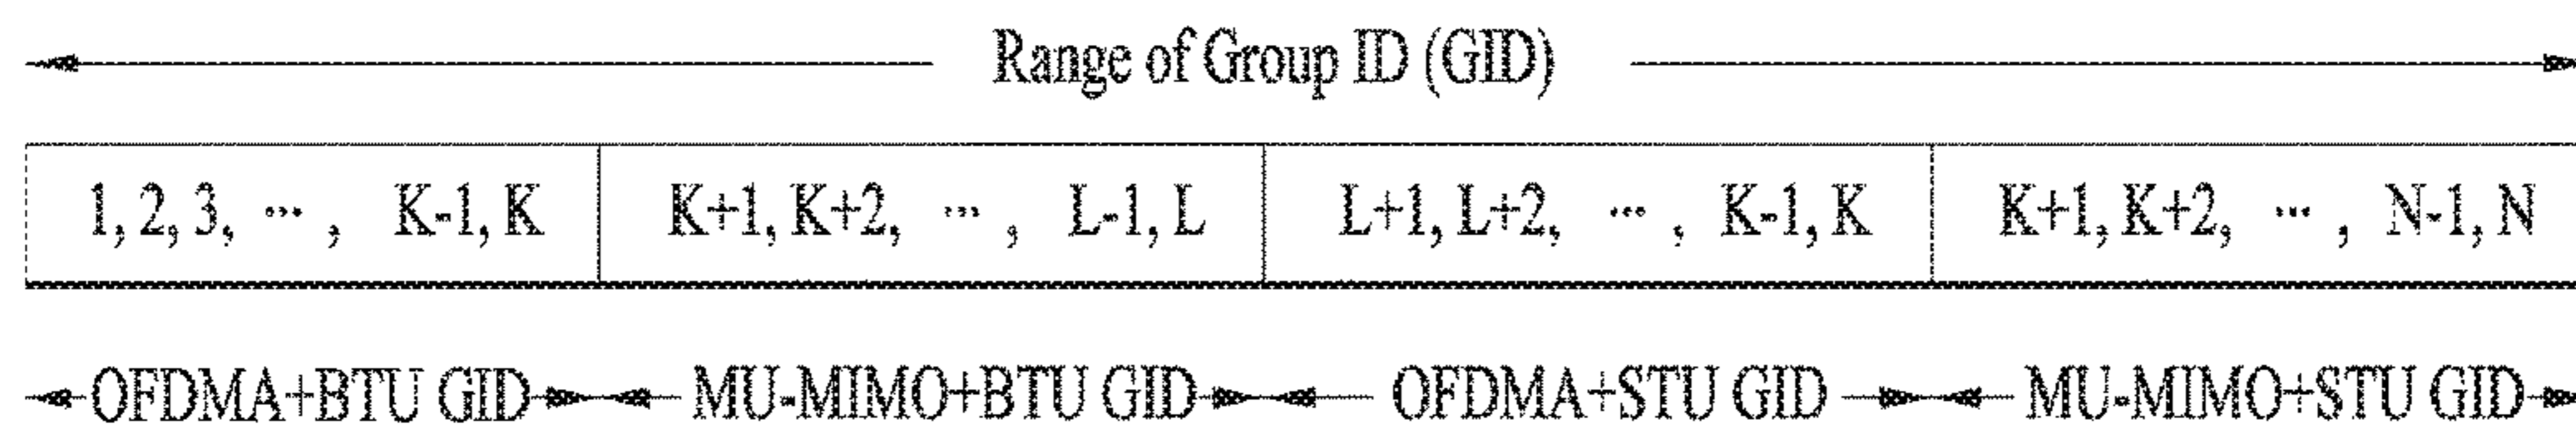 Range of Group ID (GID)
1, 2, 3, ··· , K-1, K K+1, K+2, ··· , L-1, L L+1, L+2, ··· , K-1, K K+1, K+2, ··· , N-1, N
OFDMA+BTU GID MU-MIMO+BTU GID OFDMA+STU GID MU-MIMO+STU GID